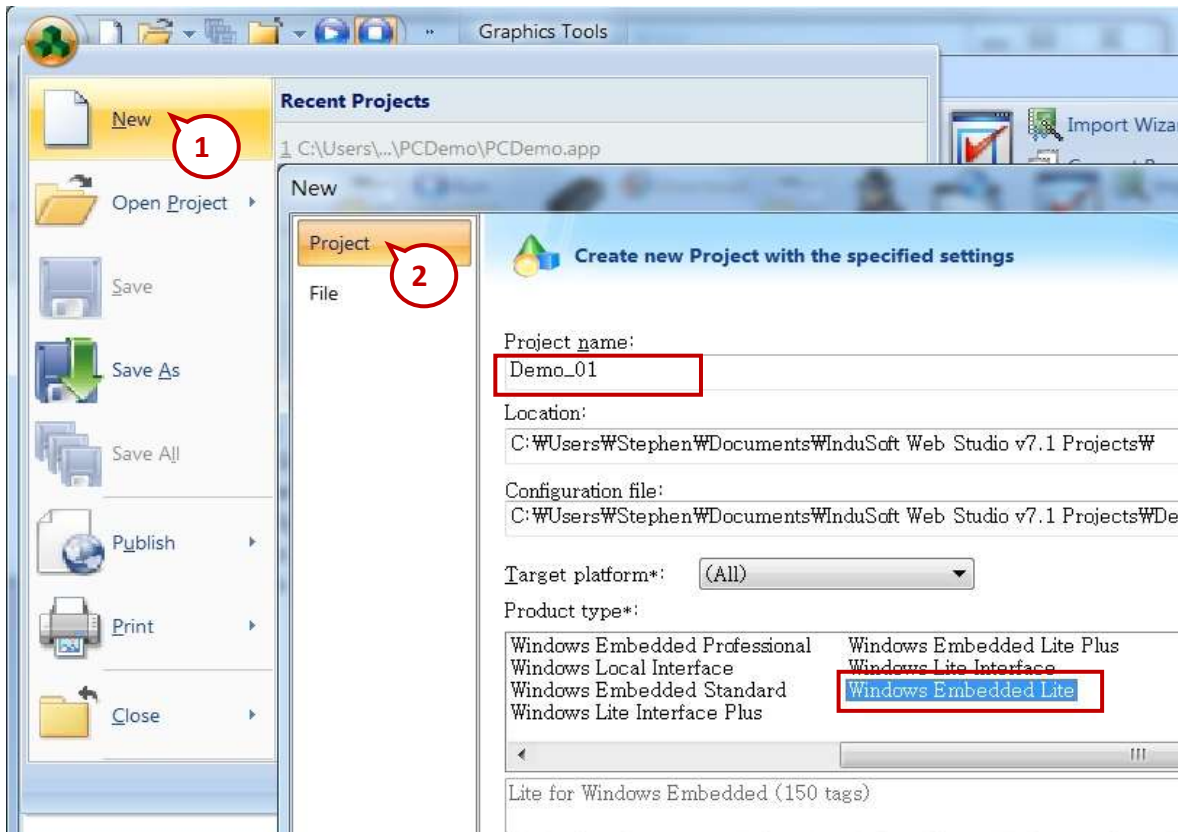 Graphics Tools
New
1
Recent Projects
1 C:\Users\...\PCDemo\PCDemo.app
Import Wiza
Open Project
Save
Save As
Save All
Publish
Print
Close
New
Project
2
File
Create new Project with the specified settings
Project name:
Demo_01
Location:
C:₩Users₩Stephen₩Documents₩InduSoft Web Studio v7.1 Projects₩
Configuration file:
C:₩Users₩Stephen₩Documents₩InduSoft Web Studio v7.1 Projects₩De
Target platform*: (All)
Product type*:
Windows Embedded Professional Windows Embedded Lite Plus
Windows Local Interface Windows Lite Interface
Windows Embedded Standard Windows Embedded Lite
Windows Lite Interface Plus
Lite for Windows Embedded (150 tags)